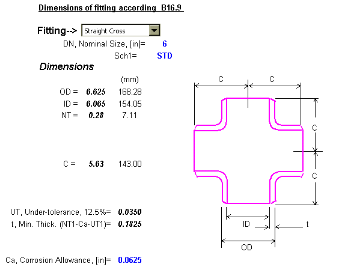 Dimensions of fitting according B16.9
Fitting--> Straight Cross
DN, Nominal Size, [in]= 6
Sch1= STD
Dimensions
(mm)
OD = 6.625 168.28
ID = 6.065 154.05
NT = 0.28 7.11
C = 5.63 143.00
UT, Under-tolerance, 12.5%= 0.0350
t, Min. Thick. (NT1-Ca-UT1)= 0.1825
Ca, Corrosion Allowance, [in]= 0.0625
C C
C
C
ID t
OD